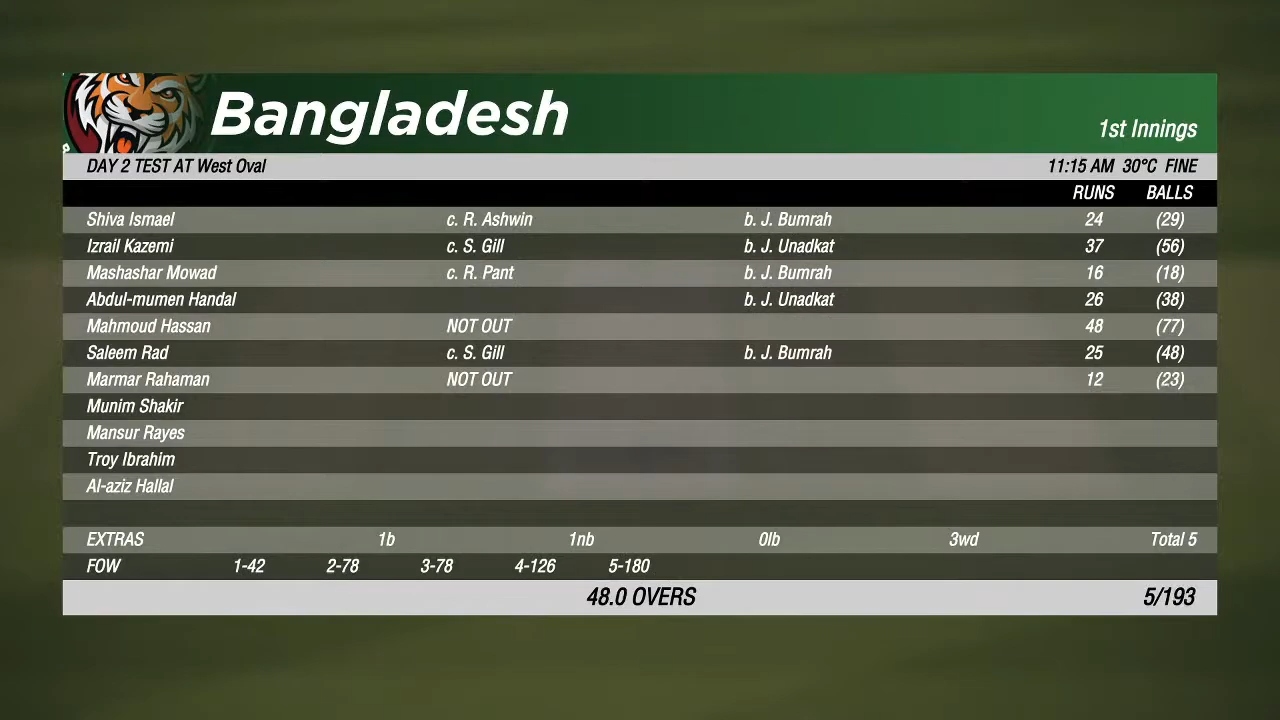 Bangladesh
1st Innings
DAY 2 TEST AT West Oval 11:15 AM 30°C FINE
RUNS BALLS
Shiva Ismael c. R. Ashwin b. J. Bumrah 24 (29)
Izrail Kazemi c. S. Gill b. J. Unadkat 37 (56)
Mashashar Mowad c. R. Pant b. J. Bumrah 16 (18)
Abdul-mumen Handal b. J. Unadkat 26 (38)
Mahmoud Hassan NOT OUT 48 (77)
Saleem Rad c. S. Gill b. J. Bumrah 25 (48)
Marmar Rahaman NOT OUT 12 (23)
Munim Shakir
Mansur Rayes
Troy Ibrahim
Al-aziz Hallal
EXTRAS 1b 1nb 0lb 3wd Total 5
FOW 1-42 2-78 3-78 4-126 5-180
48.0 OVERS 5/193